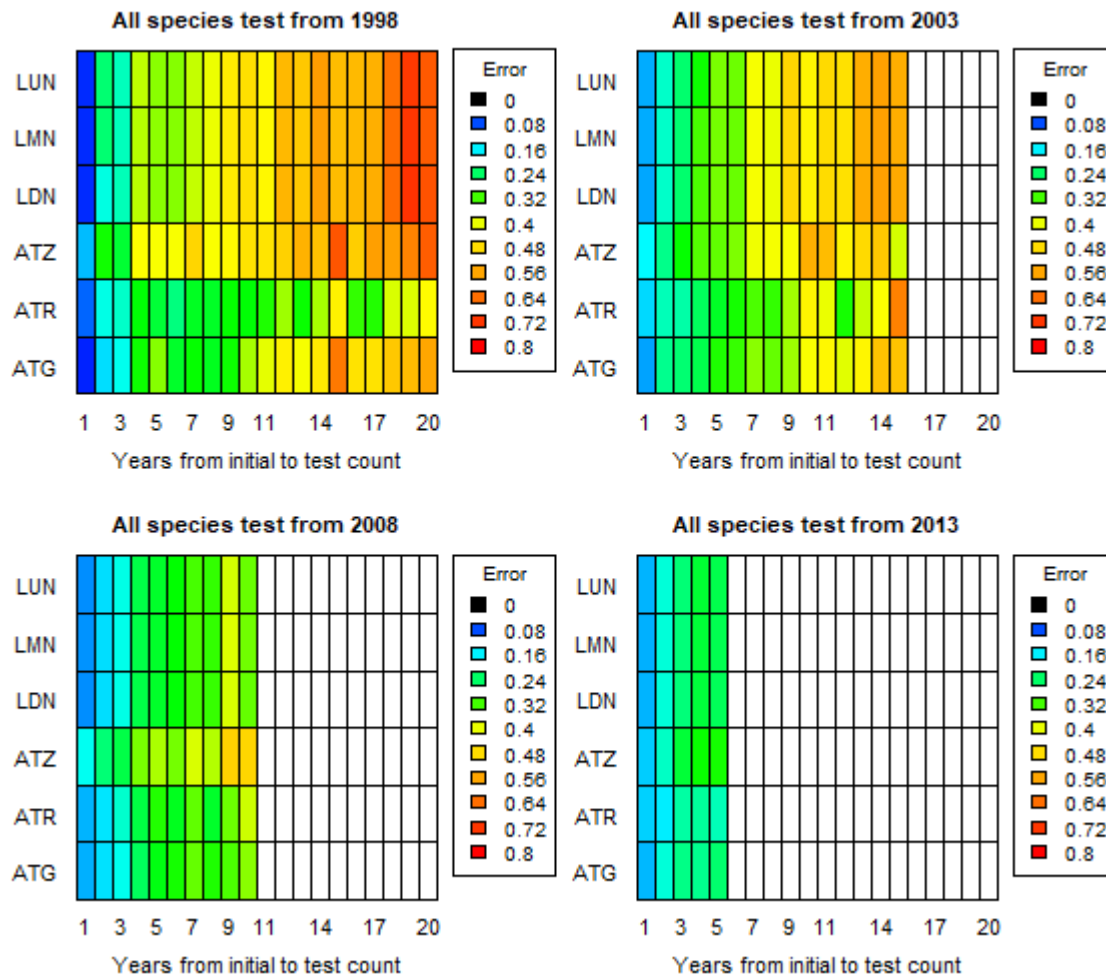 All species test from 1998
LUN
LMN
LDN
ATZ
ATR
ATG
1 3 5 7 9 11 14 17 20
Years from initial to test count
Error
0
0.08
0.16
0.24
0.32
0.4
0.48
0.56
0.64
0.72
0.8
All species test from 2003
LUN
LMN
LDN
ATZ
ATR
ATG
1 3 5 7 9 11 14 17 20
Years from initial to test count
Error
0
0.08
0.16
0.24
0.32
0.4
0.48
0.56
0.64
0.72
0.8
All species test from 2008
LUN
LMN
LDN
ATZ
ATR
ATG
1 3 5 7 9 11 14 17 20
Years from initial to test count
Error
0
0.08
0.16
0.24
0.32
0.4
0.48
0.56
0.64
0.72
0.8
All species test from 2013
LUN
LMN
LDN
ATZ
ATR
ATG
1 3 5 7 9 11 14 17 20
Years from initial to test count
Error
0
0.08
0.16
0.24
0.32
0.4
0.48
0.56
0.64
0.72
0.8